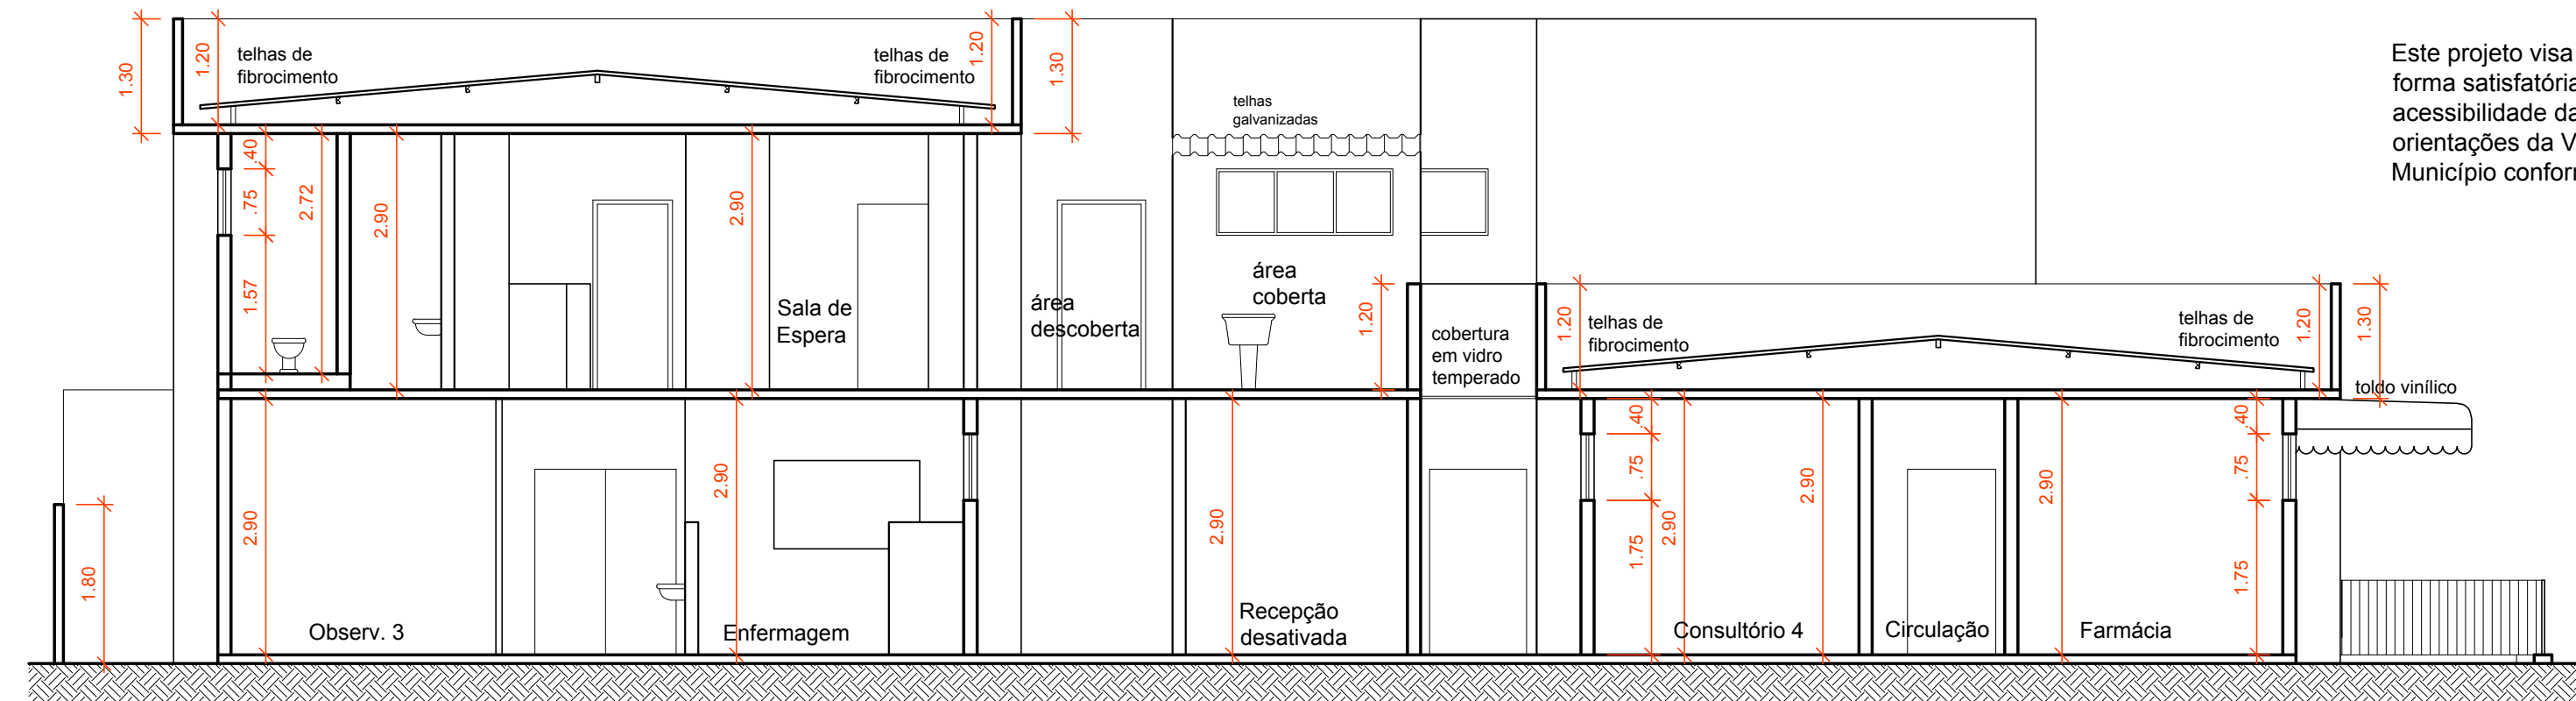 telhas de
fibrocimento
telhas de
fibrocimento
1.30
1.20
1.20
1.30
telhas
galvanizadas
Este projeto visa
forma satisfatória
acessibilidade da
orientações da V
Município conforr
.40
.75
1.57
2.72
2.90
2.90
Sala de
Espera
área
descoberta
área
coberta
1.20
cobertura
em vidro
temperado
1.20
telhas de
fibrocimento
telhas de
fibrocimento
1.20
1.30
toldo vinílico
1.80
2.90
Observ. 3
2.90
Enfermagem
2.90
Recepção
desativada
.40
.75
1.75
2.90
2.90
Consultório 4
Circulação
2.90
Farmácia
.40
.75
1.75